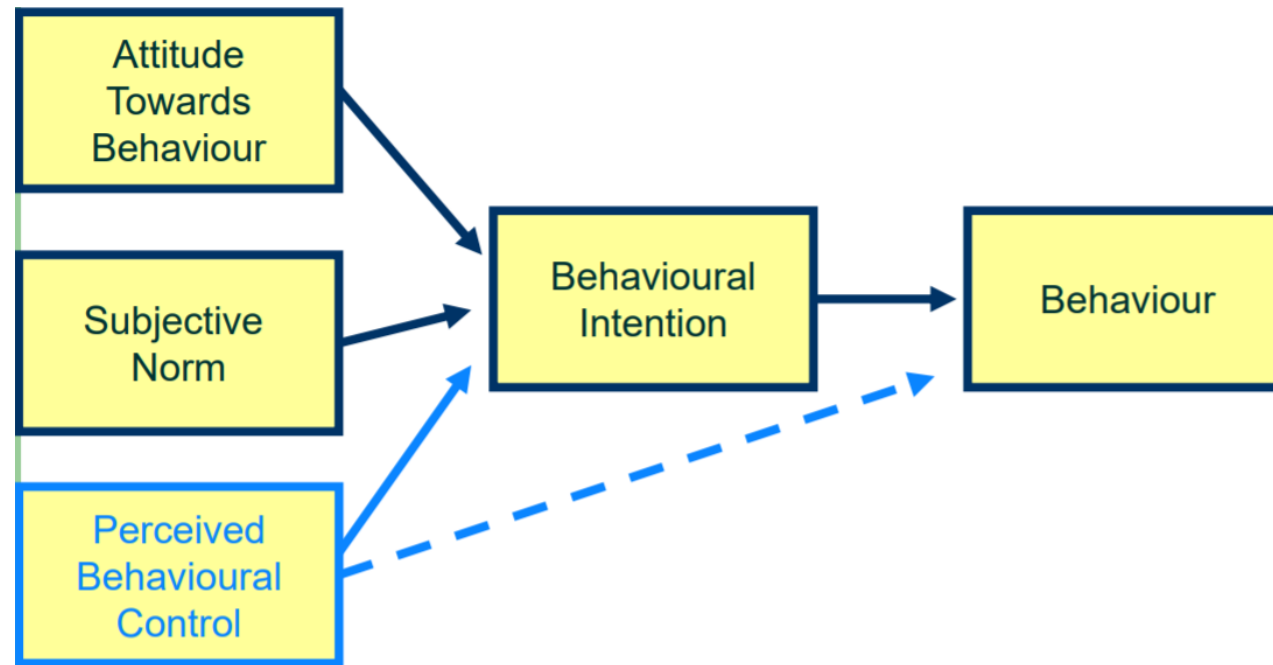 Attitude
Towards
Behaviour
Subjective
Norm
Perceived
Behavioural
Control
Behavioural
Intention
Behaviour